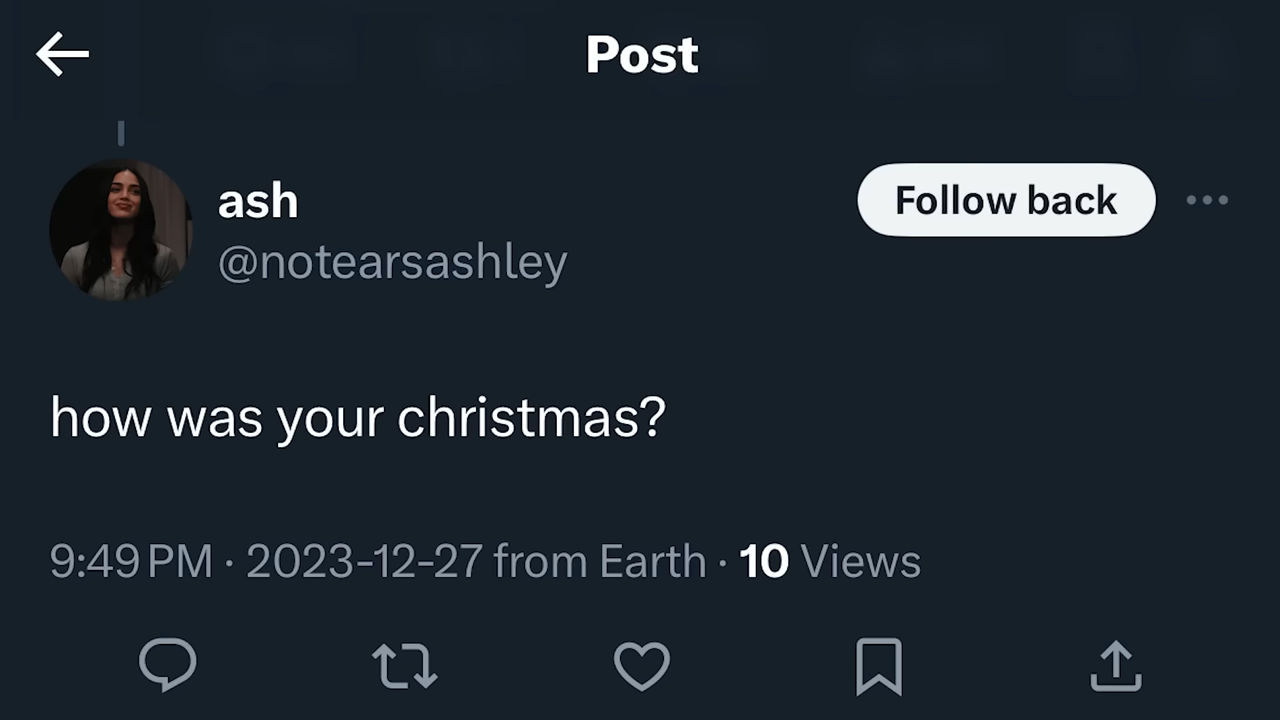 Post
ash
Follow back
@notearsashley
how was your christmas?
9:49 PM · 2023-12-27 from Earth · 10 Views